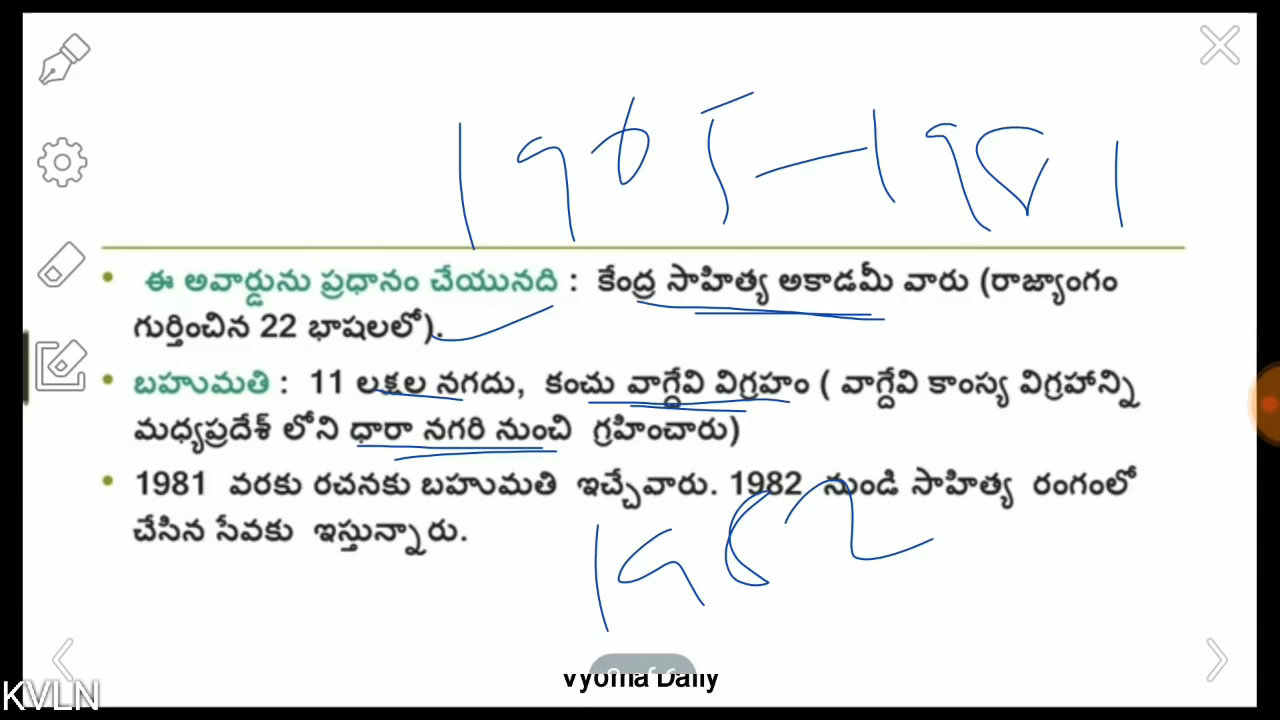 1965-1981
• ఈ అవార్డును ప్రధానం చేయునది : కేంద్ర సాహిత్య అకాడమీ వారు (రాజ్యాంగం
గుర్తించిన 22 భాషలలో).
• బహుమతి : 11 లక్షల నగదు, కంచు వాగ్దేవి విగ్రహం ( వాగ్దేవి కాంస్య విగ్రహాన్ని
మధ్యప్రదేశ్ లోని ధారా నగరి నుంచి గ్రహించారు)
• 1981 వరకు రచనకు బహుమతి ఇచ్చేవారు. 1982 నుండి సాహిత్య రంగంలో
చేసిన సేవకు ఇస్తున్నారు.
1982
Vyoma Daily
KVLN